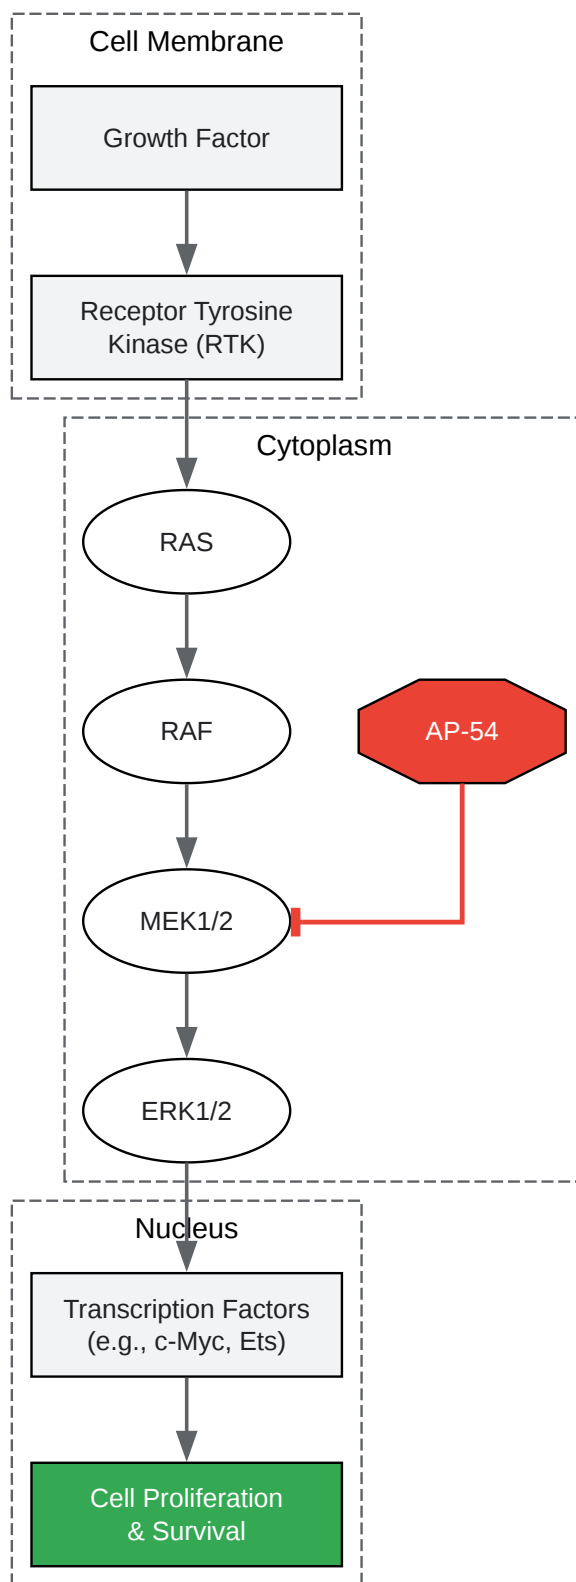 Cell Membrane
Growth Factor
Receptor Tyrosine
Kinase (RTK)
Cytoplasm
RAS
RAF
AP-54
MEK1/2
ERK1/2
Nucleus
Transcription Factors
(e.g., c-Myc, Ets)
Cell Proliferation
& Survival